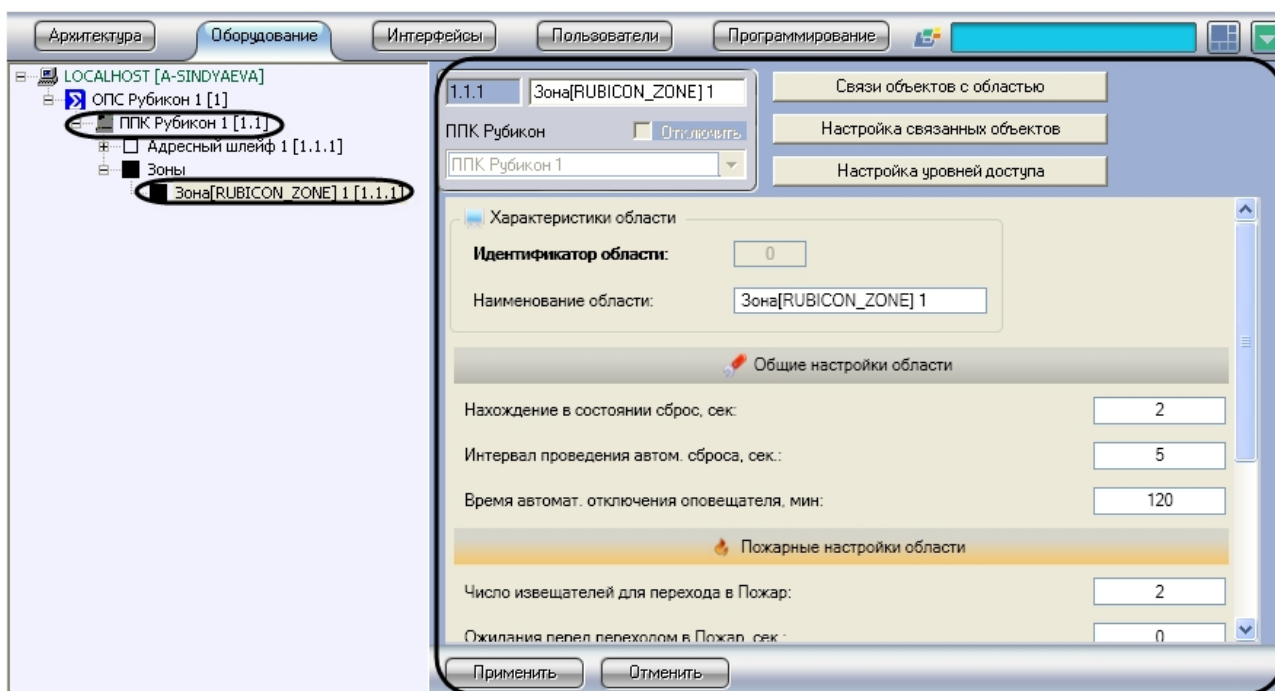 Архитектура
Оборудование
Интерфейсы
Пользователи
Программирование
LOCALHOST [A-SINDYAEVA]
ОПС Рубикон 1 [1]
ППК Рубикон 1 [1.1]
Адресный шлейф 1 [1.1.1]
Зоны
Зона[RUBICON_ZONE] 1 [1.1.1]
1.1.1
Зона[RUBICON_ZONE] 1
ППК Рубикон
Отключить
ППК Рубикон 1
Связи объектов с областью
Настройка связанных объектов
Настройка уровней доступа
Характеристики области
Идентификатор области:
0
Наименование области:
Зона[RUBICON_ZONE] 1
Общие настройки области
Нахождение в состоянии сброс, сек:
2
Интервал проведения автом. сброса, сек.:
5
Время автомат. отключения оповещателя, мин:
120
Пожарные настройки области
Число извещателей для перехода в Пожар:
2
Ожидания перед переходом в Пожар, сек.:
0
Применить
Отменить